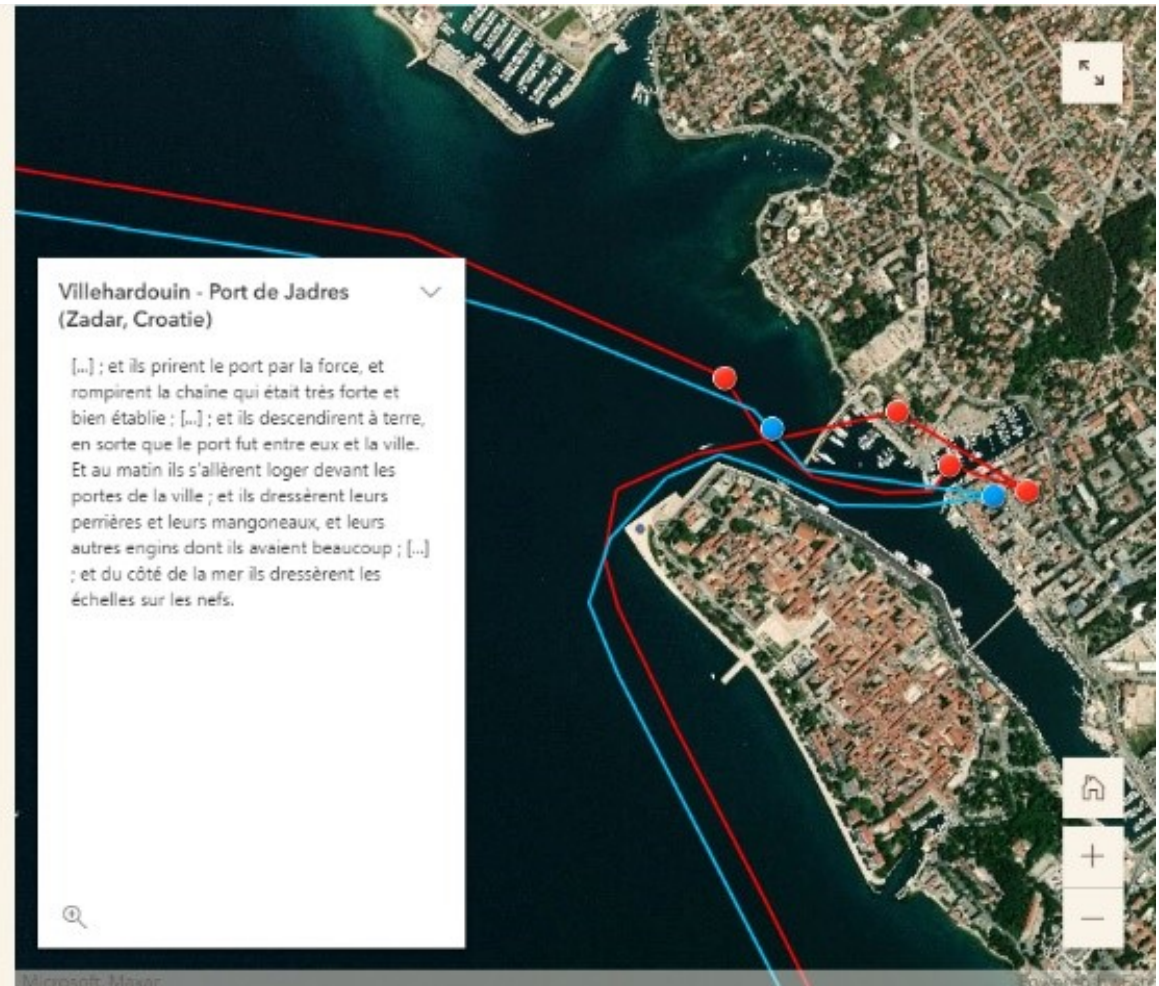 Villehardouin - Port de Jadres
(Zadar, Croatie)
[...] ; et ils prirent le port par la force, et
rompirent la chaîne qui était très forte et
bien établie ; [...] ; et ils descendirent à terre,
en sorte que le port fut entre eux et la ville.
Et au matin ils s'allèrent loger devant les
portes de la ville ; et ils dressèrent leurs
perrières et leurs mangoneaux, et leurs
autres engins dont ils avaient beaucoup ; [...]
; et du côté de la mer ils dressèrent les
échelles sur les nefs.
Microsoft, Maxar
Powered by Esri